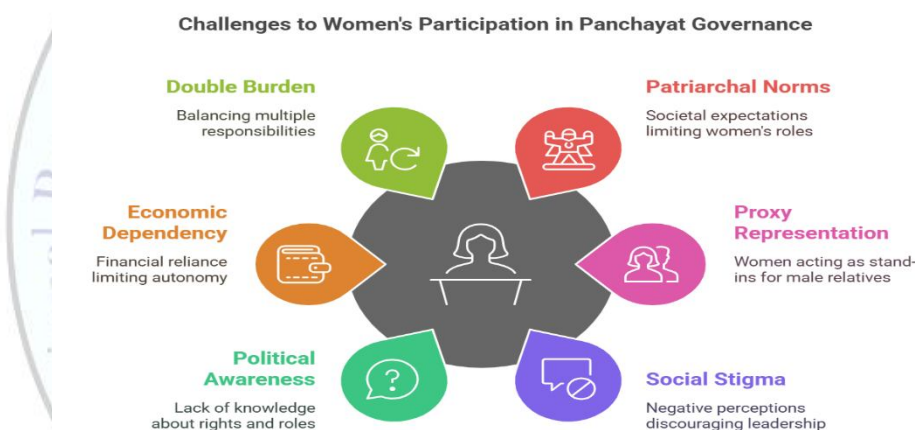 Challenges to Women's Participation in Panchayat Governance
Double Burden
Balancing multiple
responsibilities
Patriarchal Norms
Societal expectations
limiting women's roles
Economic
Dependency
Financial reliance
limiting autonomy
Proxy
Representation
Women acting as stand-
ins for male relatives
Political
Awareness
Lack of knowledge
about rights and roles
Social Stigma
Negative perceptions
discouraging leadership
?